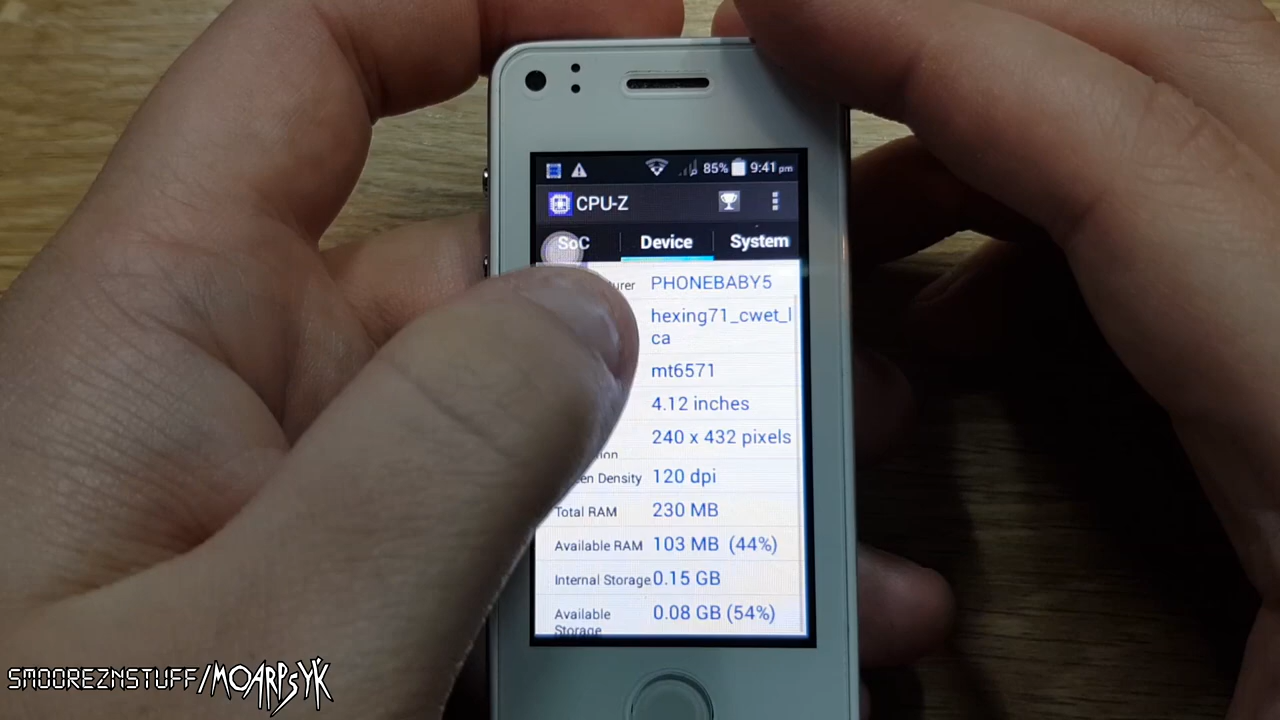 85% 9:41 pm
CPU-Z
SoC Device System
PHONEBABY5
hexing71_cwet_l
ca
mt6571
4.12 inches
240 x 432 pixels
Density 120 dpi
Total RAM 230 MB
Available RAM 103 MB (44%)
Internal Storage 0.15 GB
Available 0.08 GB (54%)
Storage
SMOOREZNSTUFF/MOARPSYK